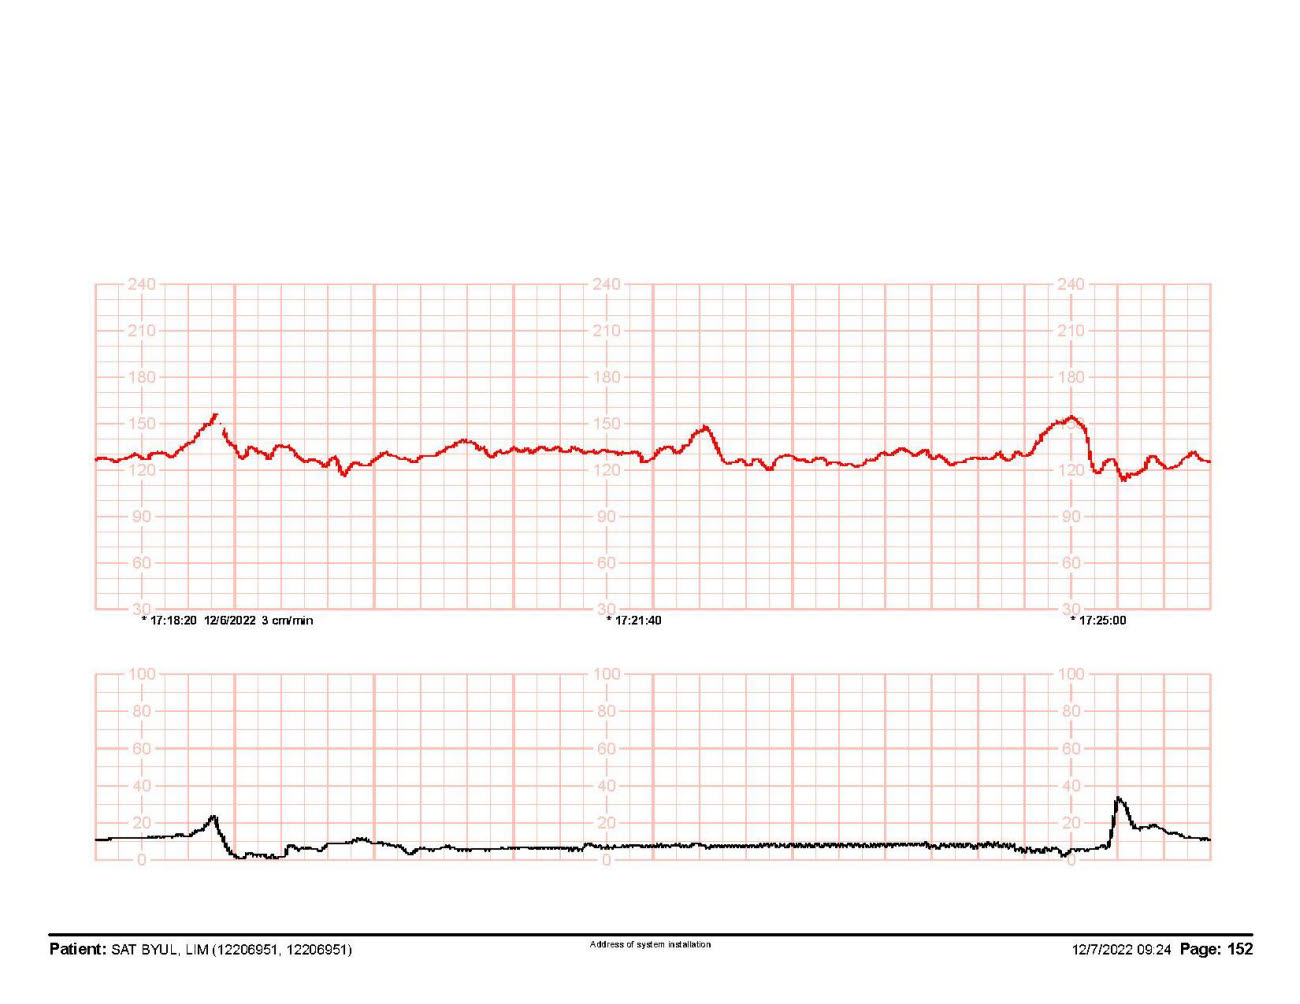 240 240 240
210 210 210
180 180 180
150 150 150
120 120 120
90 90 90
60 60 60
30 30 30
* 17:18:20 12/6/2022 3 cm/min * 17:21:40 * 17:25:00
100 100 100
80 80 80
60 60 60
40 40 40
20 20 20
0 0 0
Patient: SAT BYUL, LIM (12206951, 12206951) Address of system installation 12/7/2022 09:24 Page: 152